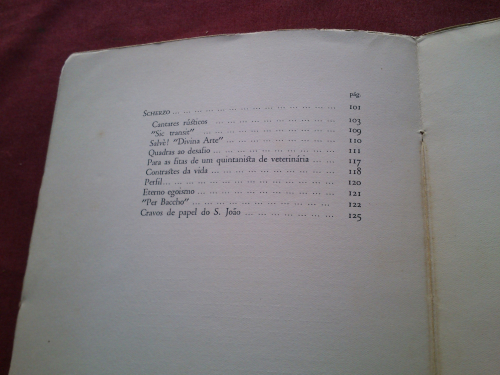 pág.
SCHERZO ... ... ... ... ... ... ... ... ... ... ... ... 101
Cantares rústicos ... ... ... ... ... ... ... ... 103
"Sic transit" ... ... ... ... ... ... ... ... ... 109
Salvè! "Divina Arte" ... ... ... ... ... ... ... 110
Quadras ao desafio ... ... ... ... ... ... ... 111
Para as fitas de um quintanista de veterinária ... 117
Contrastes da vida ... ... ... ... ... ... ... ... 118
Perfil ... ... ... ... ... ... ... ... ... ... ... 120
Eterno egoísmo ... ... ... ... ... ... ... ... ... 121
"Per Baccho" ... ... ... ... ... ... ... ... ... 122
Cravos de papel do S. João ... ... ... ... ... ... 125